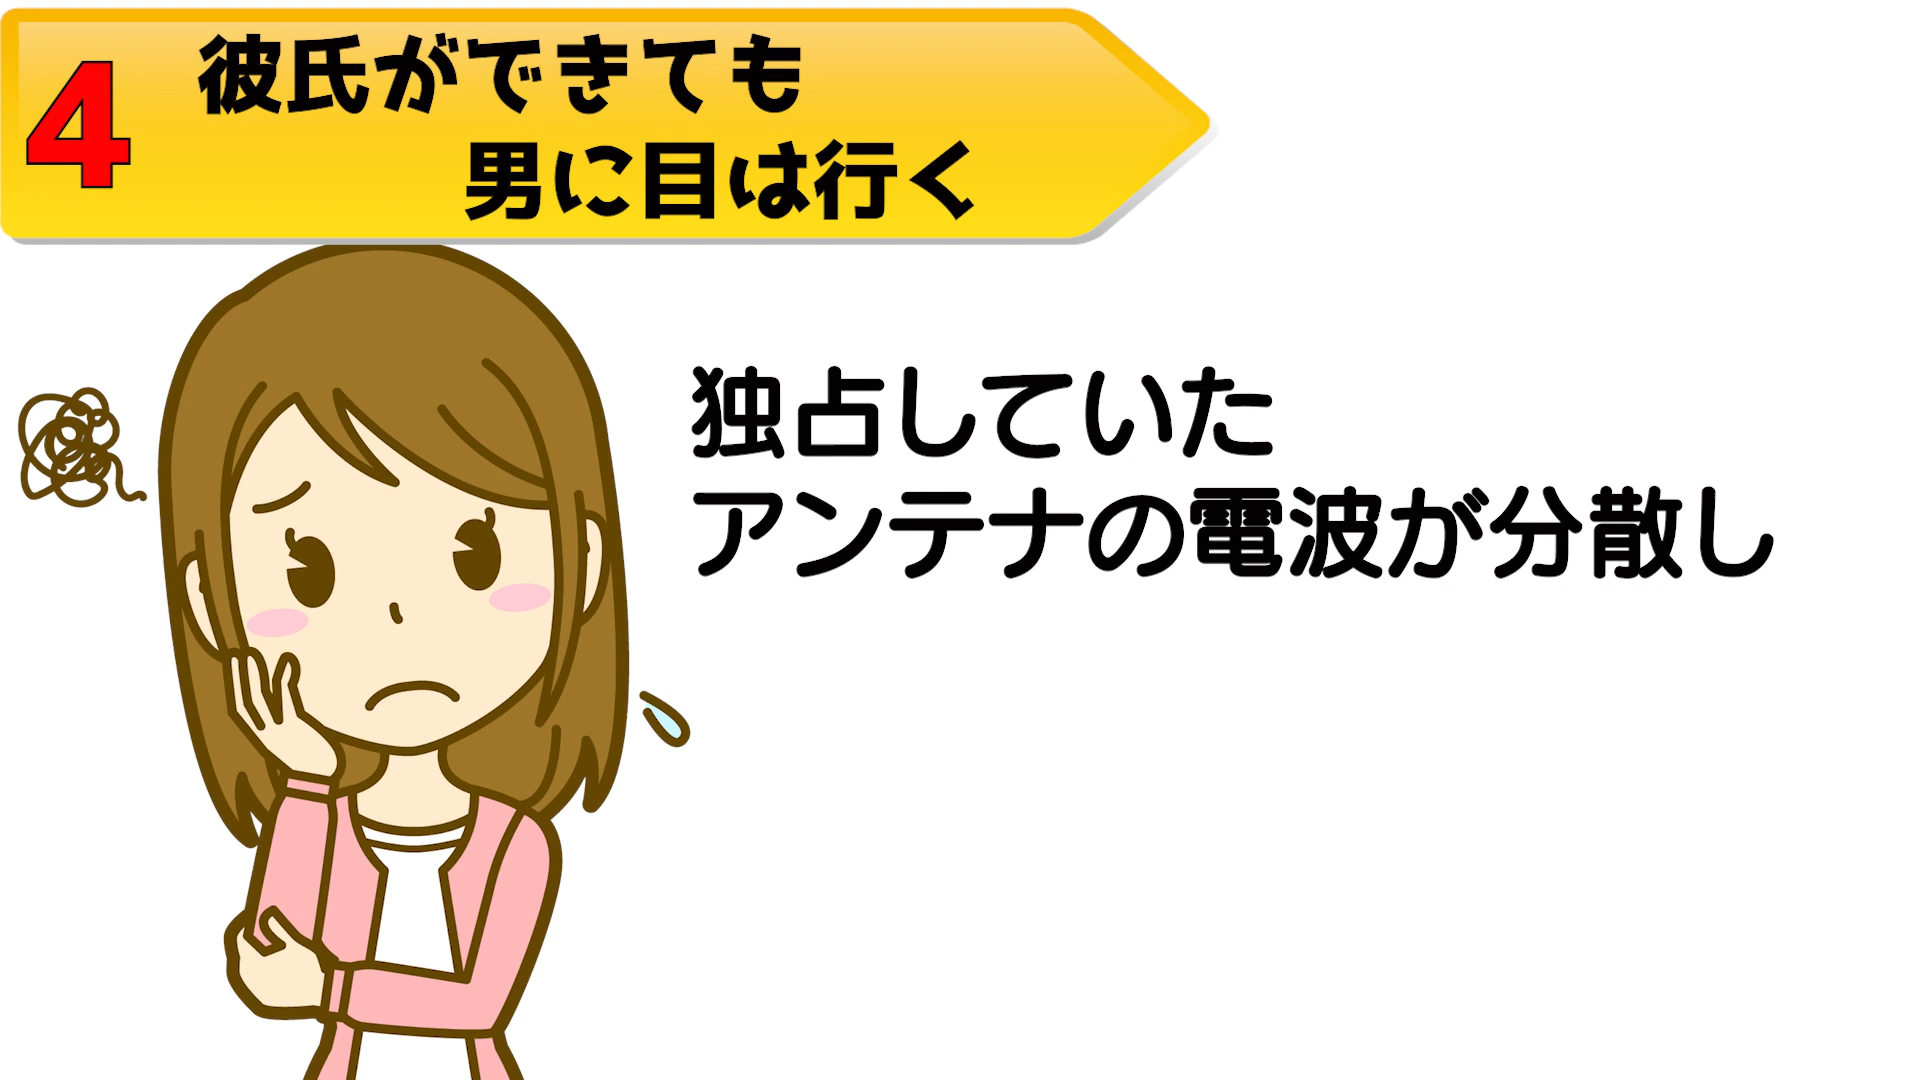 4
彼氏ができても
男に目は行く
独占していた
アンテナの電波が分散し